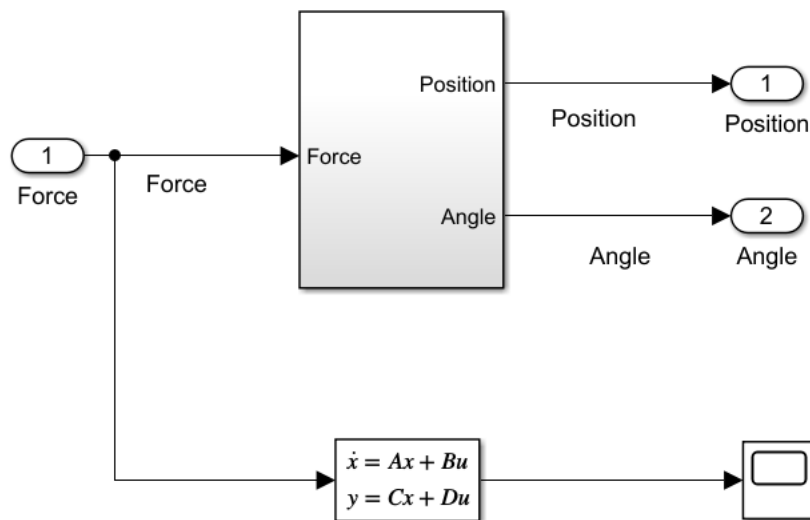 Position
1
Position
Position
1
Force
Force
Force
Angle
2
Angle
Angle
ẋ = Ax + Bu
y = Cx + Du